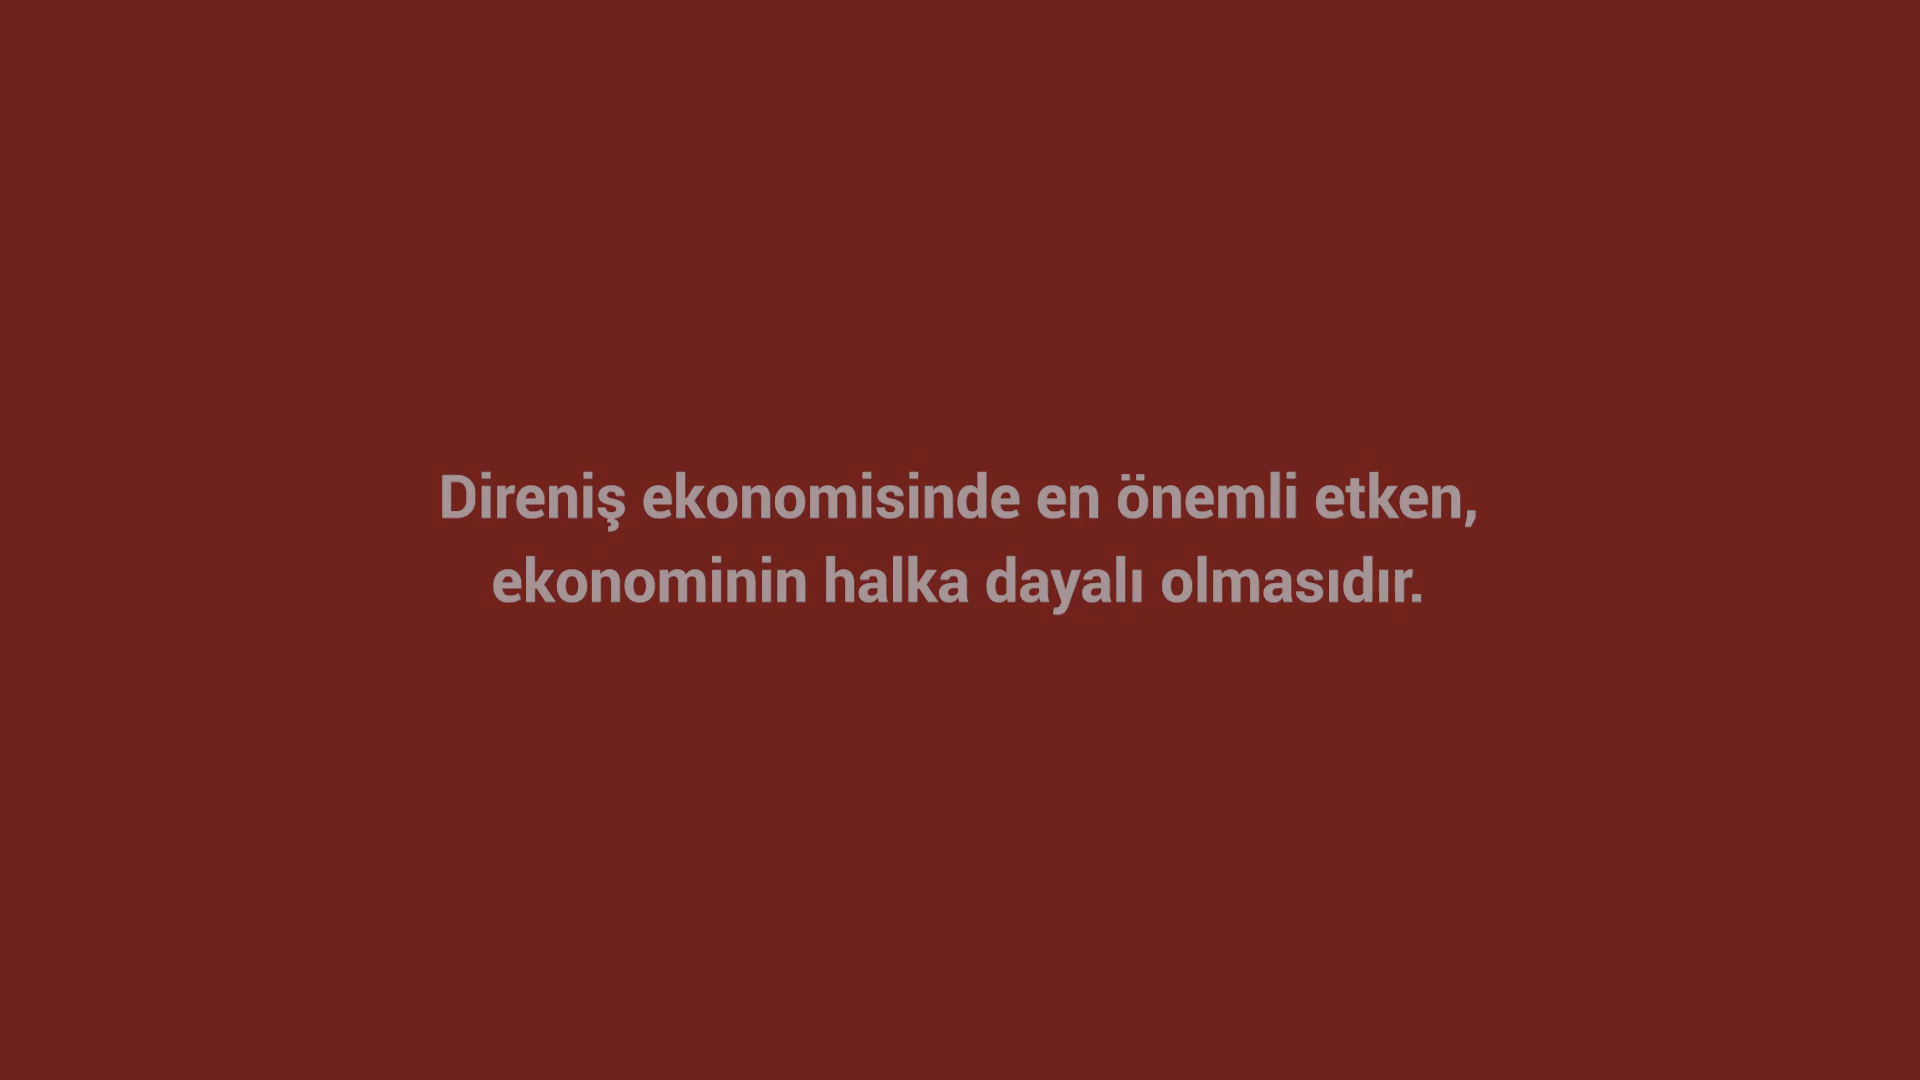 Direniş ekonomisinde en önemli etken,
ekonominin halka dayalı olmasıdır.